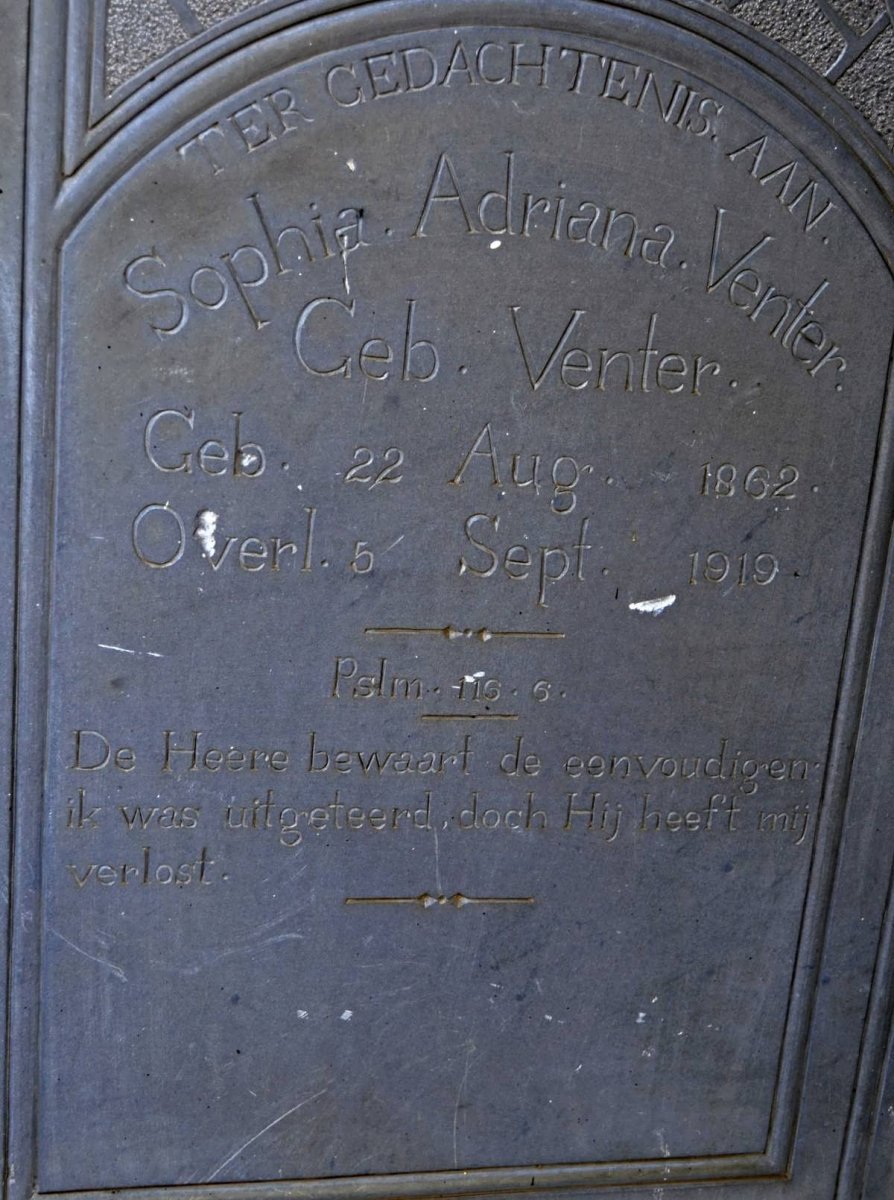 TER GEDACHTENIS AAN.
Sophia. Adriana. Venter.
Geb. Venter.
Geb. 22 Aug. 1862.
Overl. 5 Sept. 1919.
Pslm. 116. 6.
De Heere bewaart de eenvoudigen.
ik was uitgeteerd, doch Hij heeft mij
verlost.